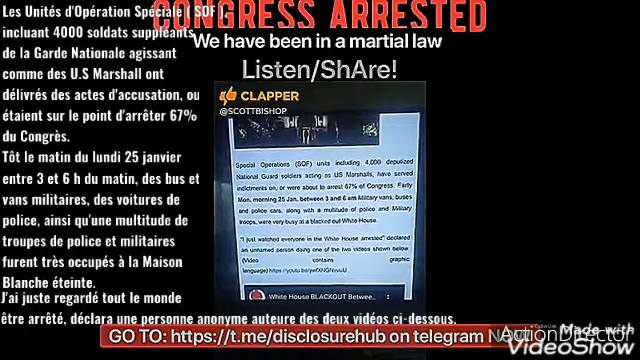 CONGRESS ARRESTED
We have been in a martial law
Listen/ShAre!
Les Unités d'Opération Spéciale ( SOF ),
incluant 4000 soldats suppléants
de la Garde Nationale agissant
comme des U.S Marshall ont
délivrés des actes d'accusation, ou
étaient sur le point d'arrêter 67%
du Congrès.
Tôt le matin du lundi 25 janvier
entre 3 et 6 h du matin, des bus et
vans militaires, des voitures de
police, ainsi qu'une multitude de
troupes de police et militaires
furent très occupés à la Maison
Blanche éteinte.
J'ai juste regardé tout le monde
être arrêté, déclara une personne anonyme auteure des deux vidéos ci-dessous.
CLAPPER
@SCOTTBISHOP
Special Operations (SOF) units including 4,000 deputized
National Guard soldiers acting as US Marshals, have served
indictments on, or were about to arrest 67% of Congress. Early
Mon. morning 25 Jan. between 3 and 6 am Military vans, buses
and police cars, along with a multitude of police and Military
troops, were very busy at a blacked out White House.
"I just watched everyone in the White House arrested" declared
an unnamed person doing one of the two videos shown below
(Video contains graphic
language)
White House BLACKOUT Betwee...
GO TO: https://t.me/disclosurehub on telegram
Made with
VideoShow